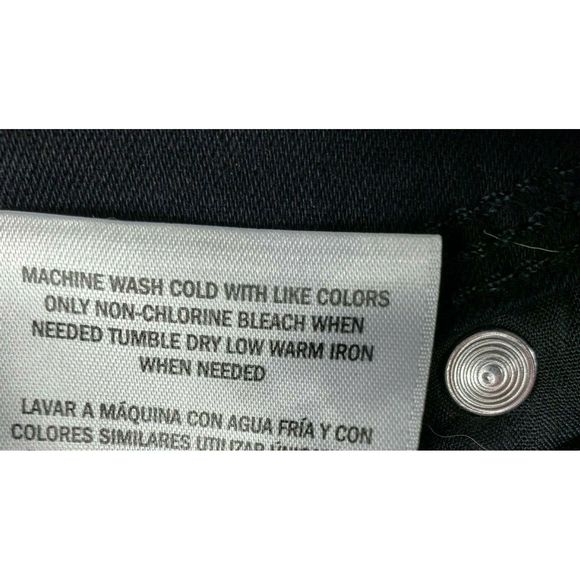 MACHINE WASH COLD WITH LIKE COLORS
ONLY NON-CHLORINE BLEACH WHEN
NEEDED TUMBLE DRY LOW WARM IRON
WHEN NEEDED
LAVAR A MÁQUINA CON AGUA FRÍA Y CON
COLORES SIMILARES UTILIZAR